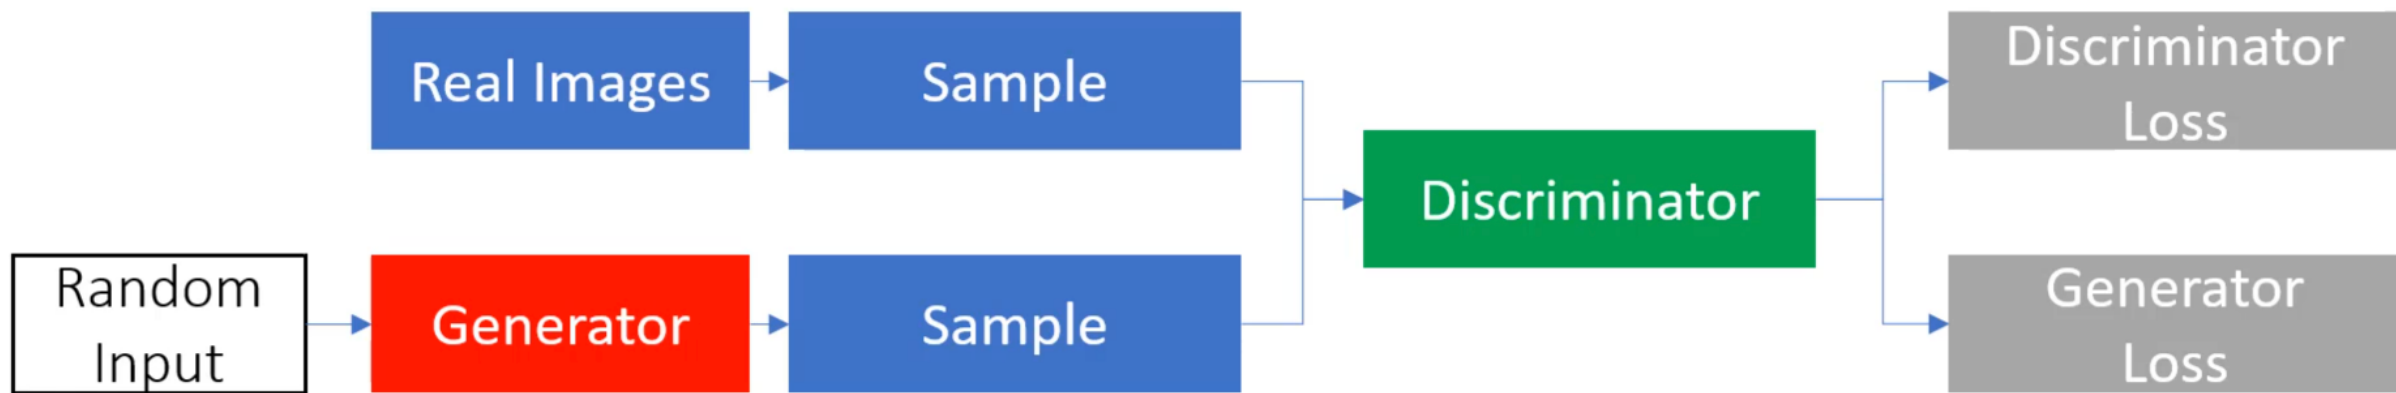 Real Images
Sample
Discriminator
Loss
Discriminator
Random
Input
Generator
Sample
Generator
Loss